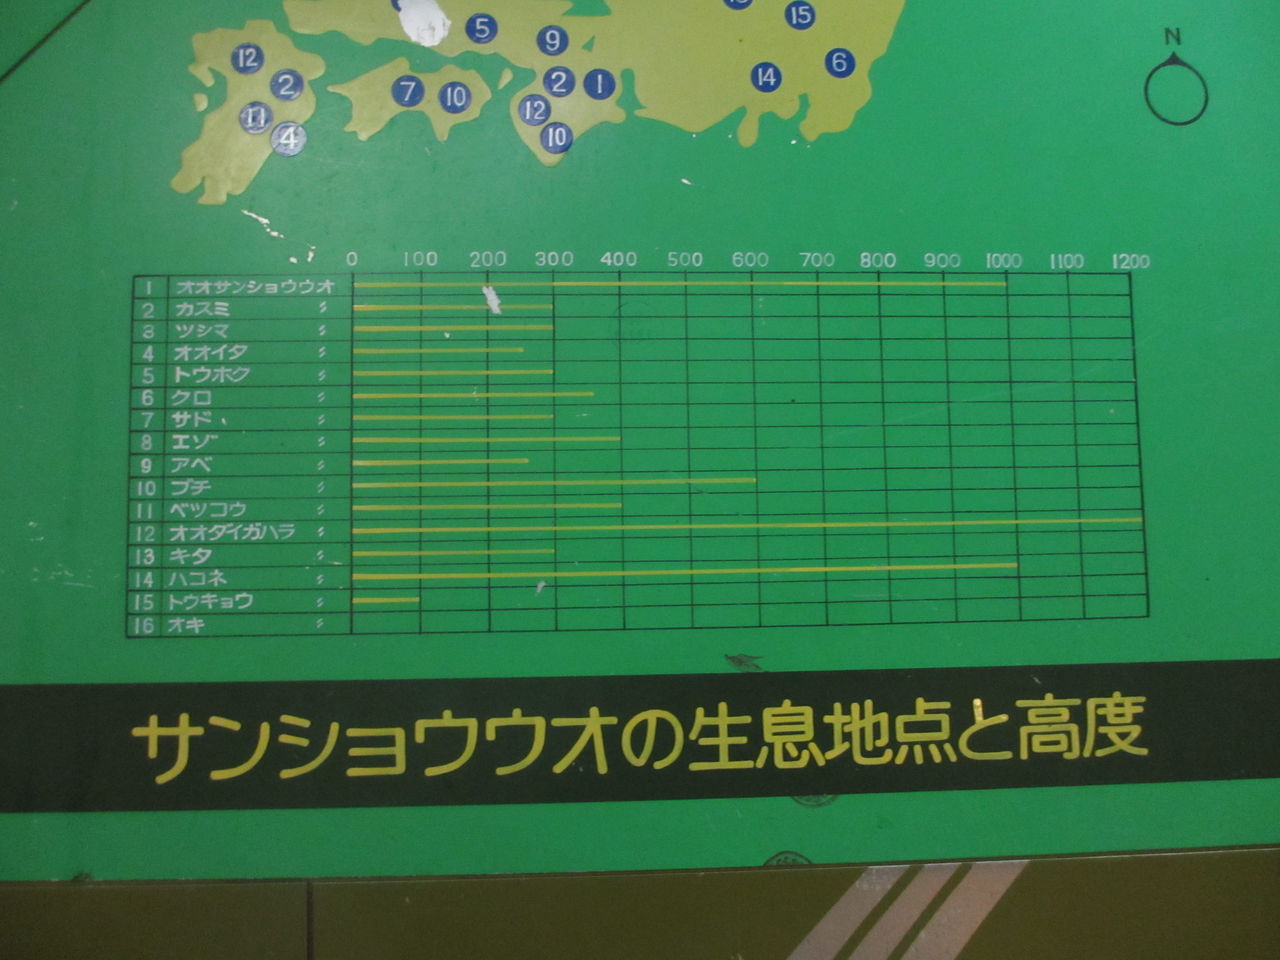 15
5
9
12
6
14
2
2
1
7
10
12
11
4
10
N
0 100 200 300 400 500 600 700 800 900 1000 1100 1200
1 オオサンショウウオ
2 カスミ 〃
3 ツシマ 〃
4 オオイタ 〃
5 トウホク 〃
6 クロ 〃
7 サド 〃
8 エゾ 〃
9 アベ 〃
10 ブチ 〃
11 ベツコウ 〃
12 オオダイガハラ 〃
13 キタ 〃
14 ハコネ 〃
15 トウキョウ 〃
16 オキ 〃
サンショウウオの生息地点と高度